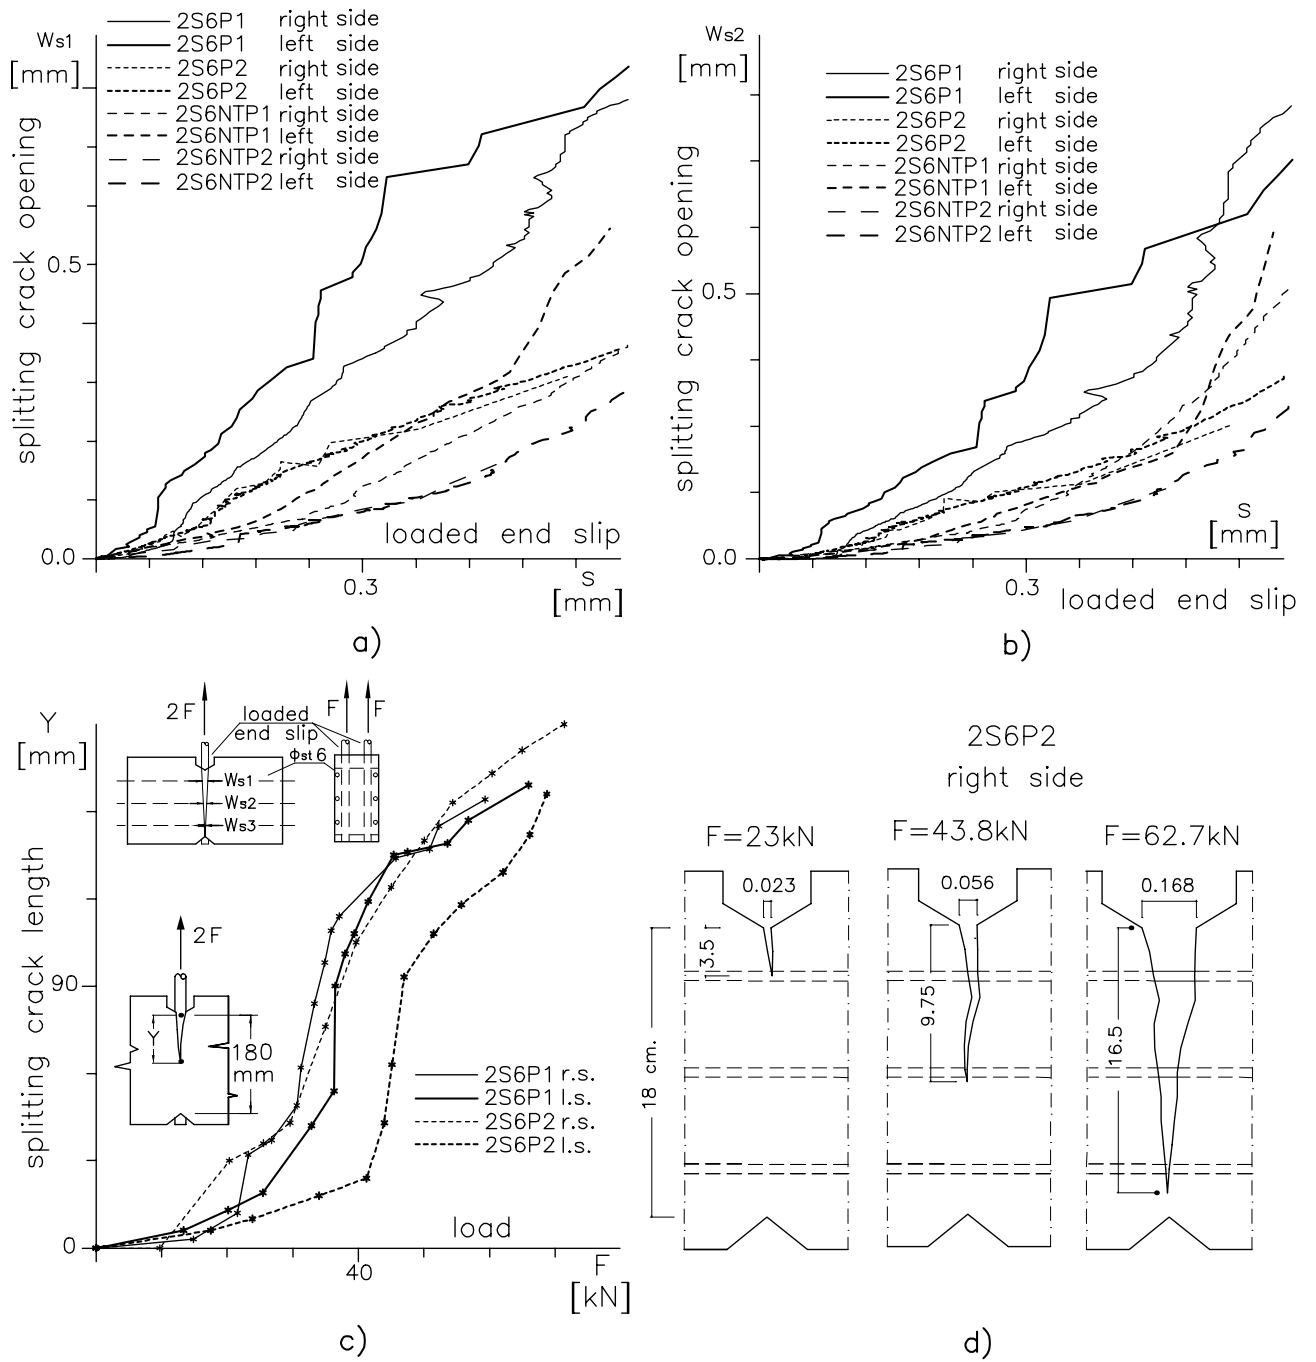 Ws1
[mm]
2S6P1 right side
2S6P1 left side
2S6P2 right side
2S6P2 left side
2S6NTP1 right side
2S6NTP1 left side
2S6NTP2 right side
2S6NTP2 left side
splitting crack opening
0.5
0.0
loaded end slip
0.3
s
[mm]
a)
Ws2
[mm]
2S6P1 right side
2S6P1 left side
2S6P2 right side
2S6P2 left side
2S6NTP1 right side
2S6NTP1 left side
2S6NTP2 right side
2S6NTP2 left side
splitting crack opening
0.5
0.0
s
[mm]
0.3
loaded end slip
b)
Y
[mm]
2F
loaded
end slip
F F
Φst 6
Ws1
Ws2
Ws3
splitting crack length
90
2F
Y
180
mm
2S6P1 r.s.
2S6P1 l.s.
2S6P2 r.s.
2S6P2 l.s.
load
0
40
F
[kN]
c)
2S6P2
right side
F=23kN
F=43.8kN
F=62.7kN
0.023
0.056
0.168
3.5
9.75
16.5
18 cm.
d)